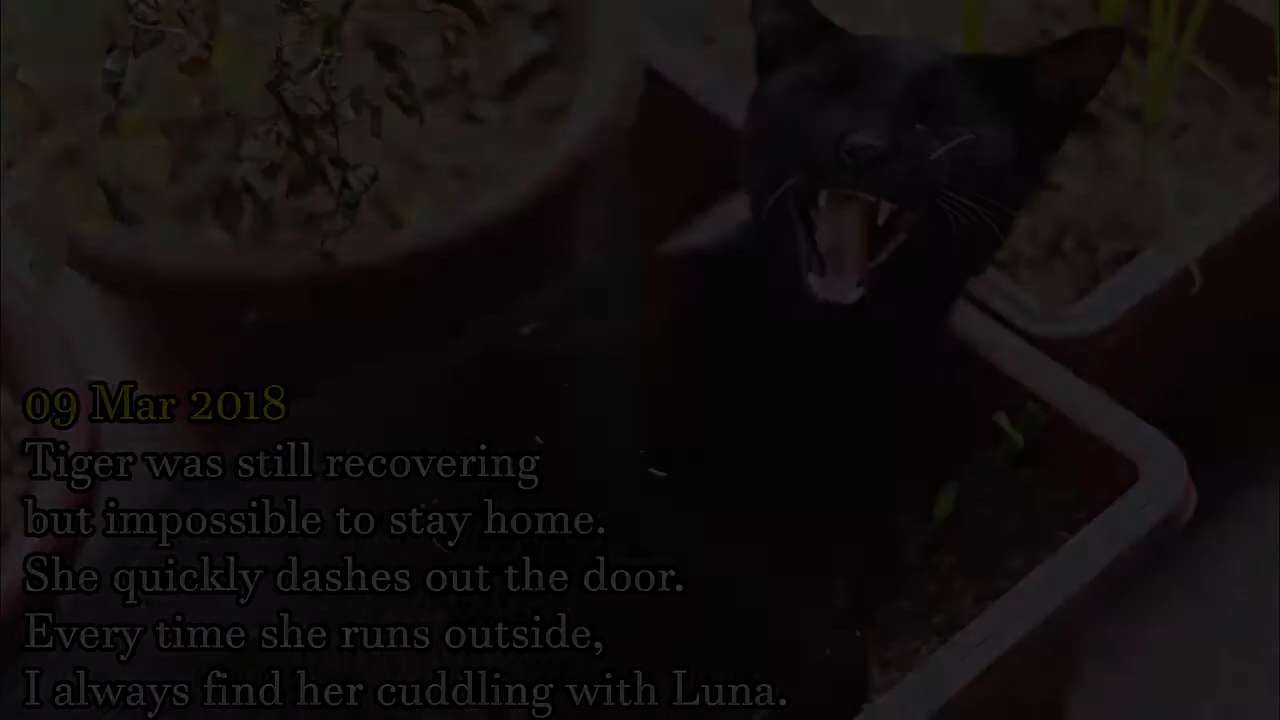 09 Mar 2018
Tiger was still recovering
but impossible to stay home.
She quickly dashes out the door.
Every time she runs outside,
I always find her cuddling with Luna.